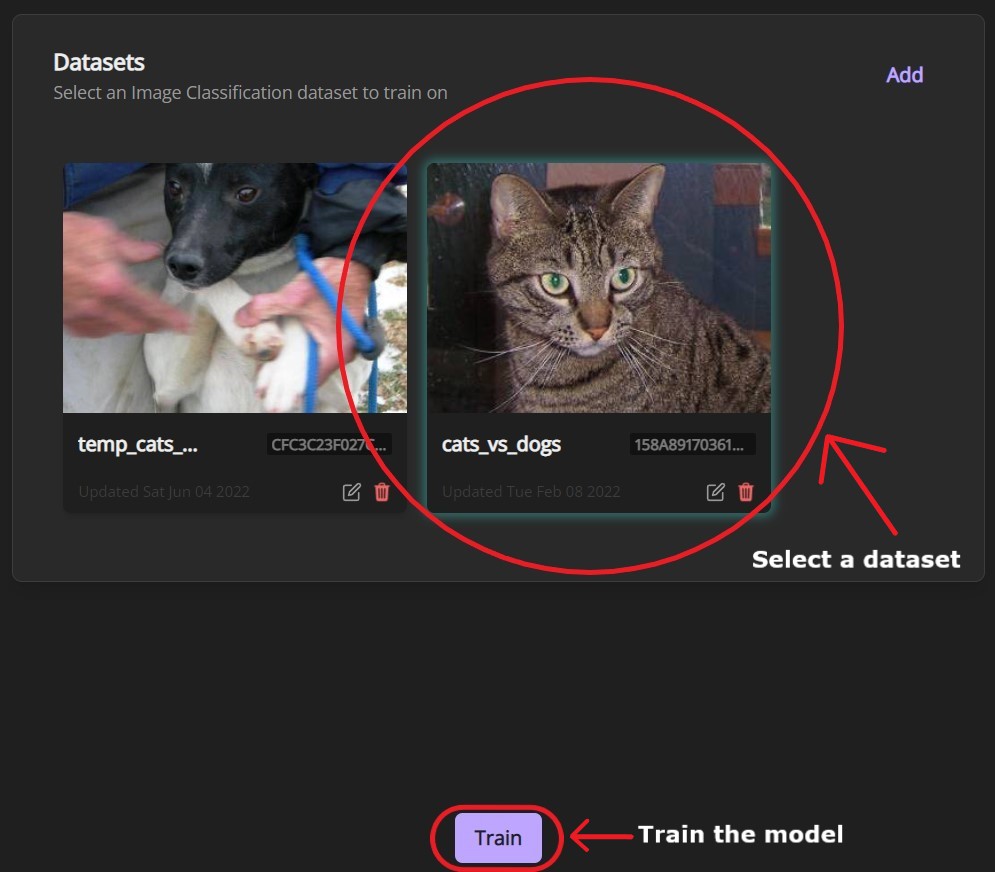 Datasets
Add
Select an Image Classification dataset to train on
temp_cats_...
CFC3C23F027C...
cats_vs_dogs
158A89170361...
Updated Sat Jun 04 2022
Updated Tue Feb 08 2022
Select a dataset
Train
Train the model